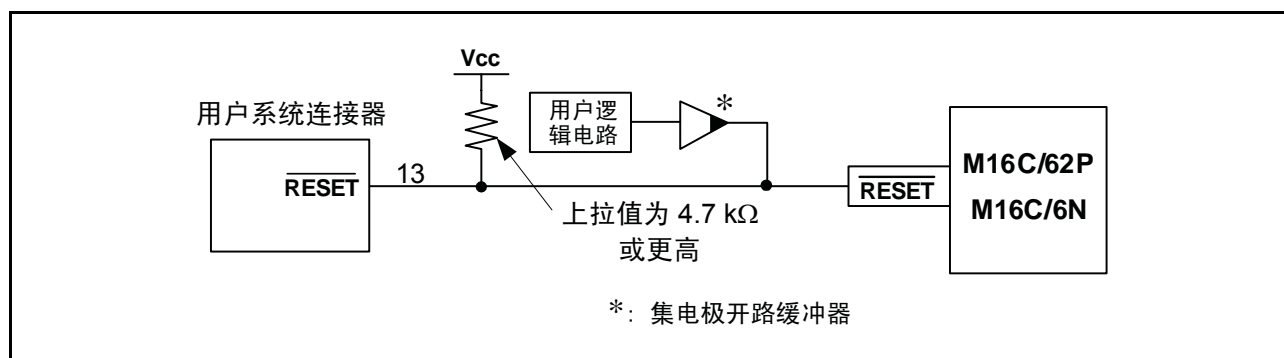 Vcc
用户系统连接器
用户逻
辑电路
*
RESET
13
RESET
M16C/62P
M16C/6N
上拉值为 4.7 kΩ
或更高
*: 集电极开路缓冲器